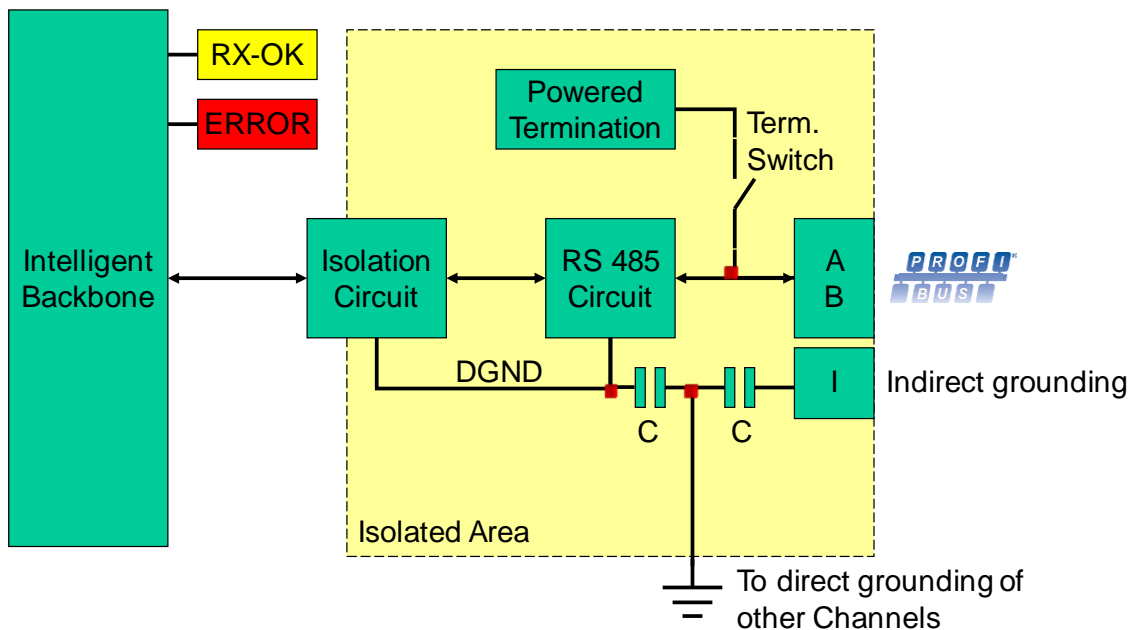 RX-OK
ERROR
Powered
Termination
Term.
Switch
Intelligent
Backbone
Isolation
Circuit
RS 485
Circuit
A
B
PROFI
BUS
DGND
I
Indirect grounding
C
C
Isolated Area
To direct grounding of
other Channels